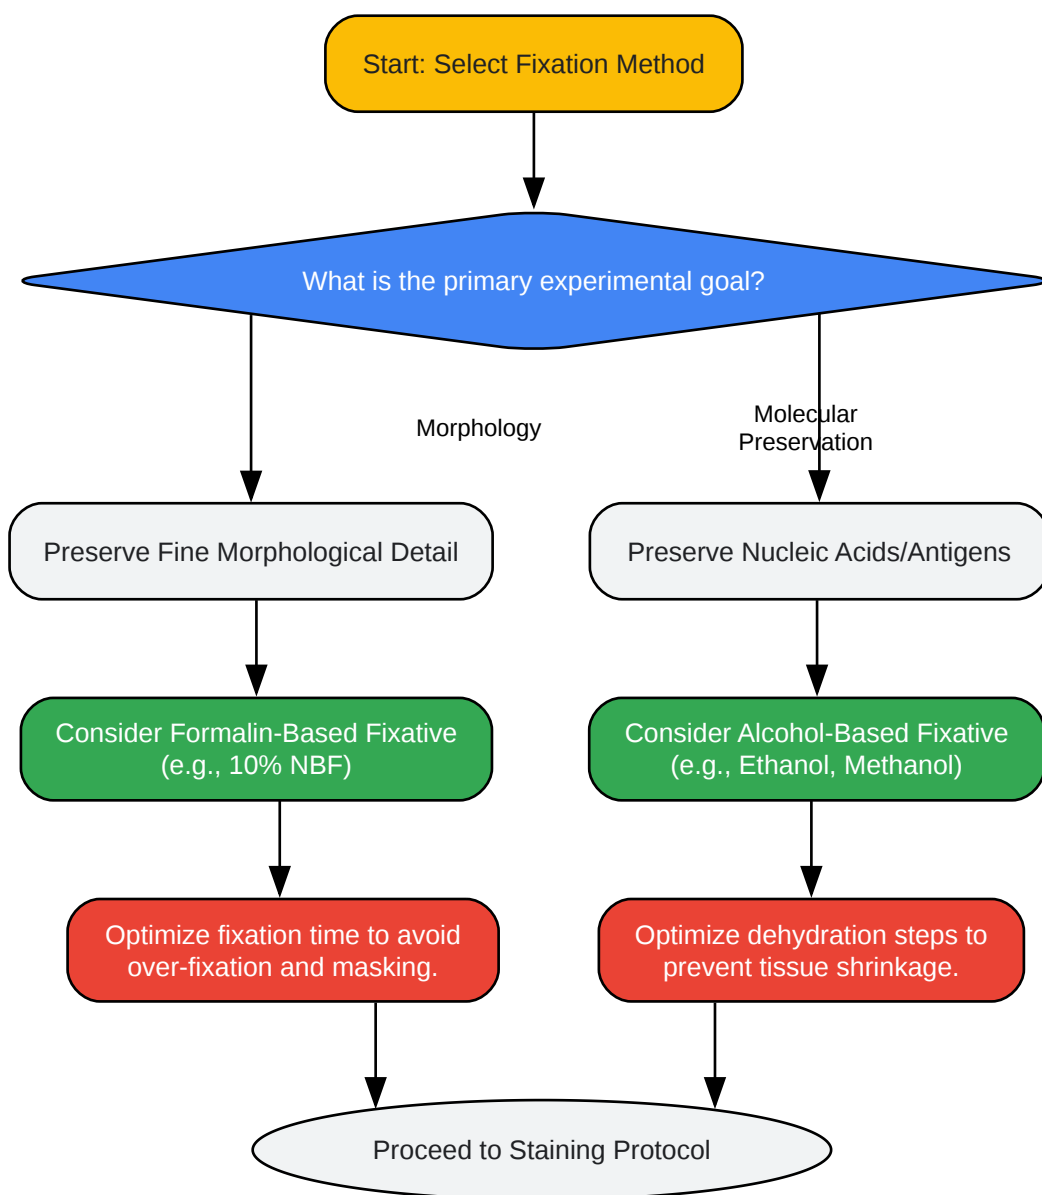 Start: Select Fixation Method
What is the primary experimental goal?
Morphology
Molecular
Preservation
Preserve Fine Morphological Detail
Preserve Nucleic Acids/Antigens
Consider Formalin-Based Fixative
(e.g., 10% NBF)
Consider Alcohol-Based Fixative
(e.g., Ethanol, Methanol)
Optimize fixation time to avoid
over-fixation and masking.
Optimize dehydration steps to
prevent tissue shrinkage.
Proceed to Staining Protocol